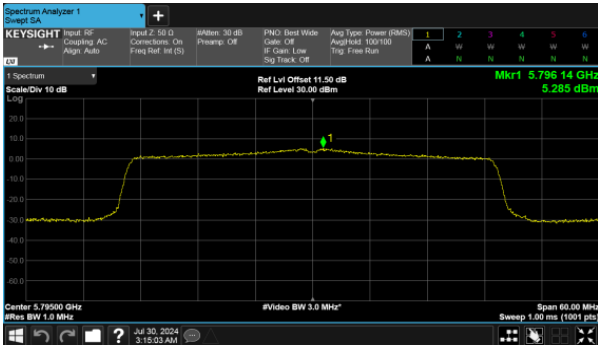 Spectrum Analyzer 1
Swept SA
+
KEYSIGHT
LXI
Input: RF
Coupling: AC
Align: Auto
Input Z: 50 Ω
Corrections: On
Freq Ref: Int (S)
#Atten: 30 dB
Preamp: Off
PNO: Best Wide
Gate: Off
IF Gain: Low
Sig Track: Off
Avg Type: Power (RMS)
Avg|Hold: 100/100
Trig: Free Run
1 2 3 4 5 6
A W W W W W
A N N N N N
1 Spectrum
Scale/Div 10 dB
Ref Lvl Offset 11.50 dB
Ref Level 30.00 dBm
Mkr1 5.796 14 GHz
5.285 dBm
Log
20.0
10.0
0.00
-10.0
-20.0
-30.0
-40.0
-50.0
-60.0
1
Center 5.79500 GHz
#Res BW 1.0 MHz
#Video BW 3.0 MHz*
Span 60.00 MHz
Sweep 1.00 ms (1001 pts)
?
Jul 30, 2024
3:15:03 AM